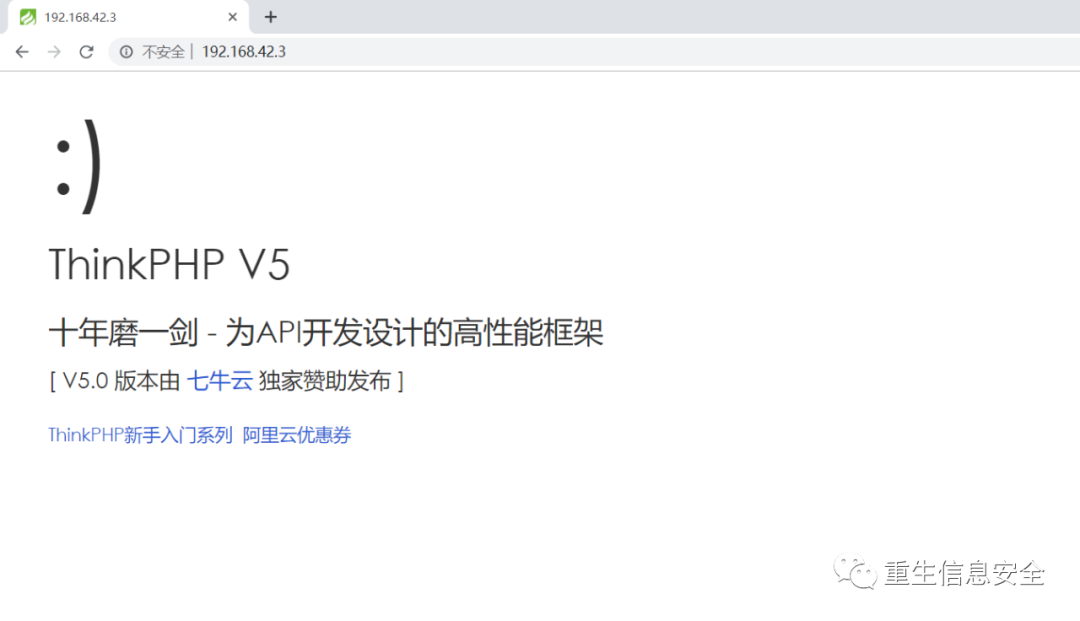 192.168.42.3
不安全 | 192.168.42.3
:)
ThinkPHP V5
十年磨一剑 - 为API开发设计的高性能框架
[ V5.0 版本由 七牛云 独家赞助发布 ]
ThinkPHP新手入门系列 阿里云优惠券
重生信息安全